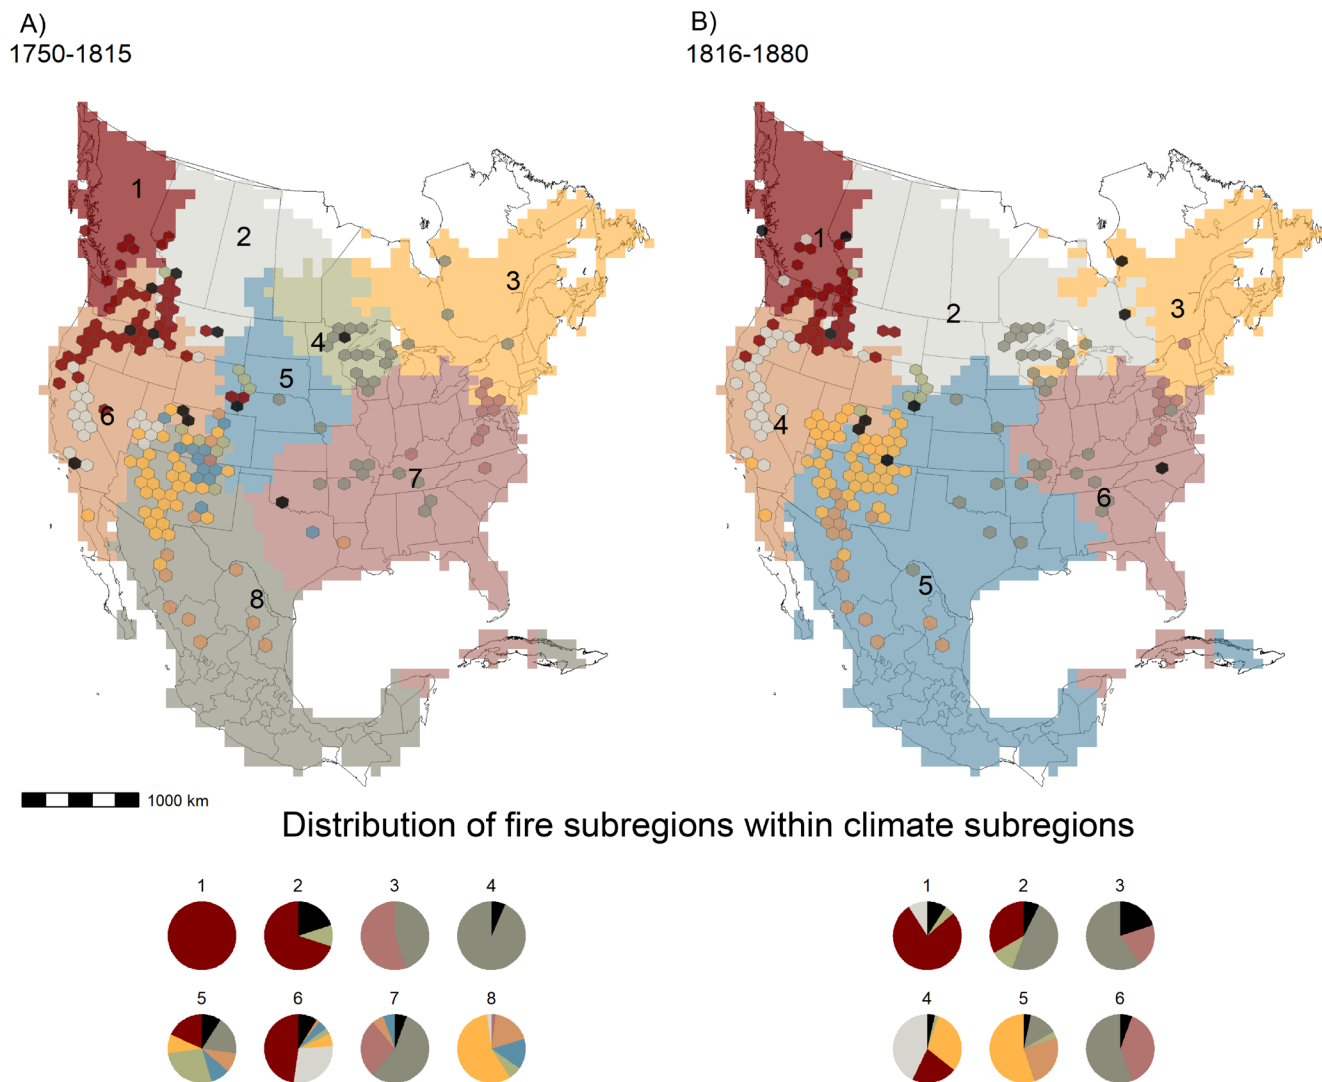 A)
1750-1815
B)
1816-1880
1
2
3
4
5
6
7
8
1
2
3
4
5
6
1000 km
Distribution of fire subregions within climate subregions
1 2 3 4
5 6 7 8
1 2 3
4 5 6